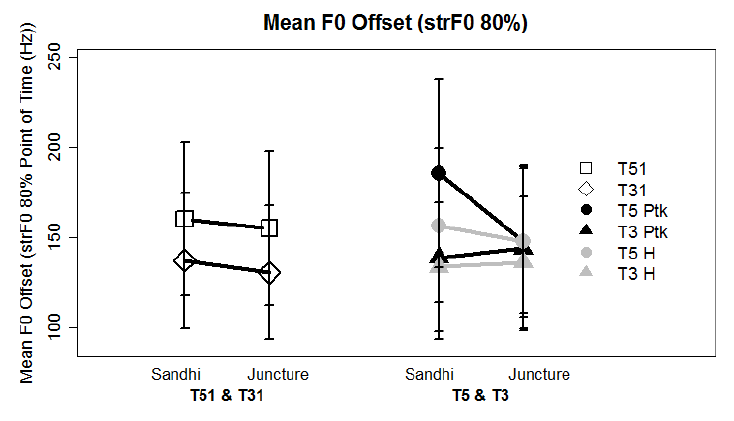 Mean F0 Offset (strF0 80%)
Mean F0 Offset (strF0 80% Point of Time (Hz))
250
200
150
100
T51
T31
T5 Ptk
T3 Ptk
T5 H
T3 H
Sandhi Juncture Sandhi Juncture
T51 & T31 T5 & T3